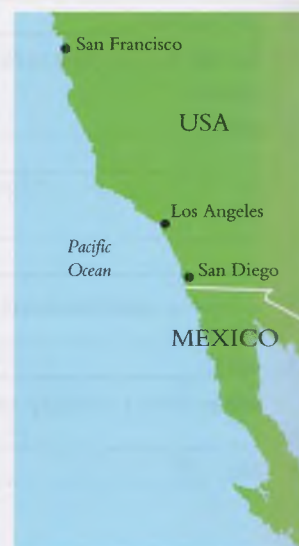 San Francisco
USA
Los Angeles
Pacific
Ocean
San Diego
MEXICO